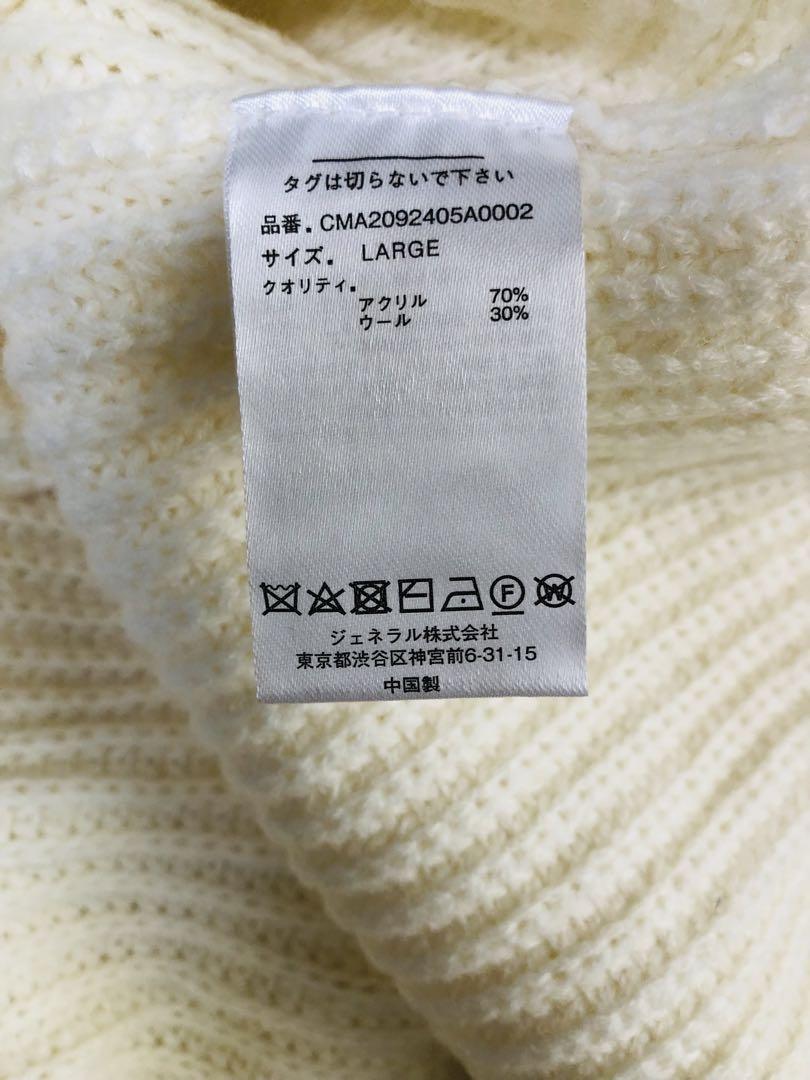 タグは切らないで下さい
品番. CMA2092405A0002
サイズ. LARGE
クオリティ.
アクリル 70%
ウール 30%
F W
ジェネラル株式会社
東京都渋谷区神宮前6-31-15
中国製